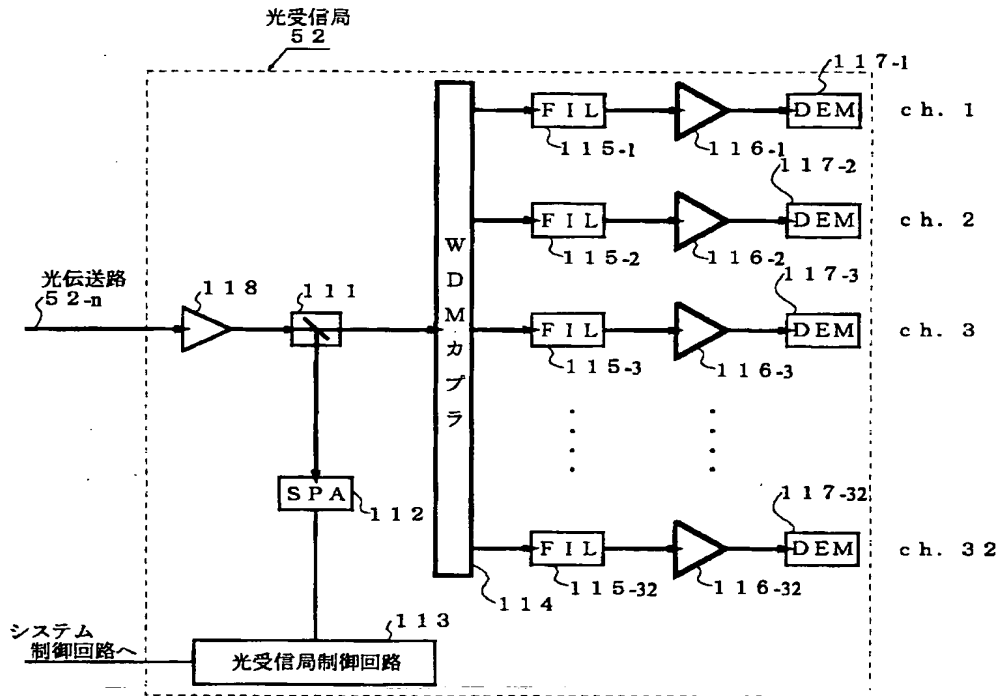 光受信局
５２
１１７-1
ＦＩＬ
ＤＥＭ
ｃｈ．１
１１５-1
１１６-1
１１７-2
ＦＩＬ
ＤＥＭ
ｃｈ．２
１１５-2
１１６-2
１１７-3
光伝送路
５２-n
１１８
１１１
ＷＤＭカプラ
ＦＩＬ
ＤＥＭ
ｃｈ．３
１１５-3
１１６-3
ＳＰＡ
１１２
１１７-32
ＦＩＬ
ＤＥＭ
ｃｈ．３２
１１４
１１５-32
１１６-32
システム
制御回路へ
１１３
光受信局制御回路